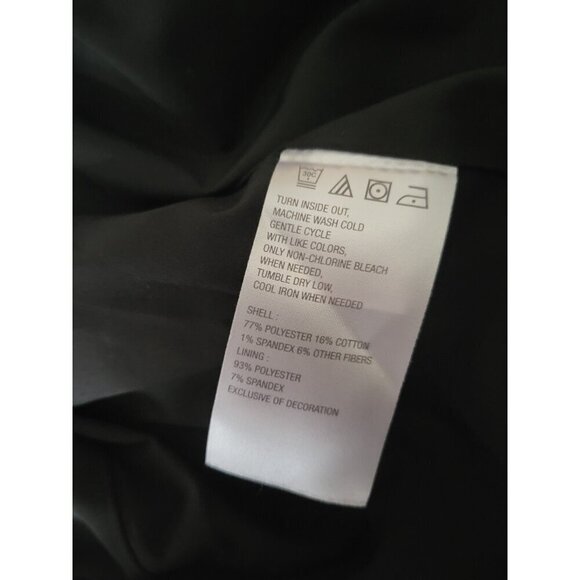 30C
TURN INSIDE OUT,
MACHINE WASH COLD
GENTLE CYCLE
WITH LIKE COLORS,
ONLY NON-CHLORINE BLEACH
WHEN NEEDED,
TUMBLE DRY LOW,
COOL IRON WHEN NEEDED
SHELL :
77% POLYESTER 16% COTTON
1% SPANDEX 6% OTHER FIBERS
LINING :
93% POLYESTER
7% SPANDEX
EXCLUSIVE OF DECORATION